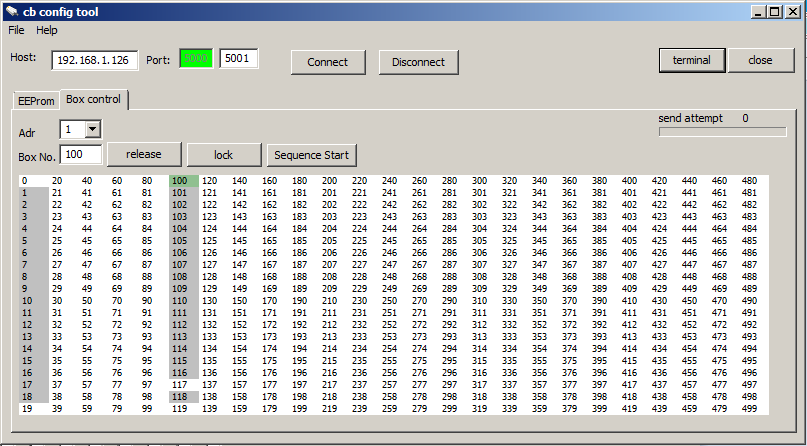 cb config tool
File Help
Host: 192.168.1.126 Port: 5000 5001 Connect Disconnect terminal close
EEProm Box control
send attempt 0
Adr 1
Box No. 100 release lock Sequence Start
0 20 40 60 80 100 120 140 160 180 200 220 240 260 280 300 320 340 360 380 400 420 440 460 480
1 21 41 61 81 101 121 141 161 181 201 221 241 261 281 301 321 341 361 381 401 421 441 461 481
2 22 42 62 82 102 122 142 162 182 202 222 242 262 282 302 322 342 362 382 402 422 442 462 482
3 23 43 63 83 103 123 143 163 183 203 223 243 263 283 303 323 343 363 383 403 423 443 463 483
4 24 44 64 84 104 124 144 164 184 204 224 244 264 284 304 324 344 364 384 404 424 444 464 484
5 25 45 65 85 105 125 145 165 185 205 225 245 265 285 305 325 345 365 385 405 425 445 465 485
6 26 46 66 86 106 126 146 166 186 206 226 246 266 286 306 326 346 366 386 406 426 446 466 486
7 27 47 67 87 107 127 147 167 187 207 227 247 267 287 307 327 347 367 387 407 427 447 467 487
8 28 48 68 88 108 128 148 168 188 208 228 248 268 288 308 328 348 368 388 408 428 448 468 488
9 29 49 69 89 109 129 149 169 189 209 229 249 269 289 309 329 349 369 389 409 429 449 469 489
10 30 50 70 90 110 130 150 170 190 210 230 250 270 290 310 330 350 370 390 410 430 450 470 490
11 31 51 71 91 111 131 151 171 191 211 231 251 271 291 311 331 351 371 391 411 431 451 471 491
12 32 52 72 92 112 132 152 172 192 212 232 252 272 292 312 332 352 372 392 412 432 452 472 492
13 33 53 73 93 113 133 153 173 193 213 233 253 273 293 313 333 353 373 393 413 433 453 473 493
14 34 54 74 94 114 134 154 174 194 214 234 254 274 294 314 334 354 374 394 414 434 454 474 494
15 35 55 75 95 115 135 155 175 195 215 235 255 275 295 315 335 355 375 395 415 435 455 475 495
16 36 56 76 96 116 136 156 176 196 216 236 256 276 296 316 336 356 376 396 416 436 456 476 496
17 37 57 77 97 117 137 157 177 197 217 237 257 277 297 317 337 357 377 397 417 437 457 477 497
18 38 58 78 98 118 138 158 178 198 218 238 258 278 298 318 338 358 378 398 418 438 458 478 498
19 39 59 79 99 119 139 159 179 199 219 239 259 279 299 319 339 359 379 399 419 439 459 479 499